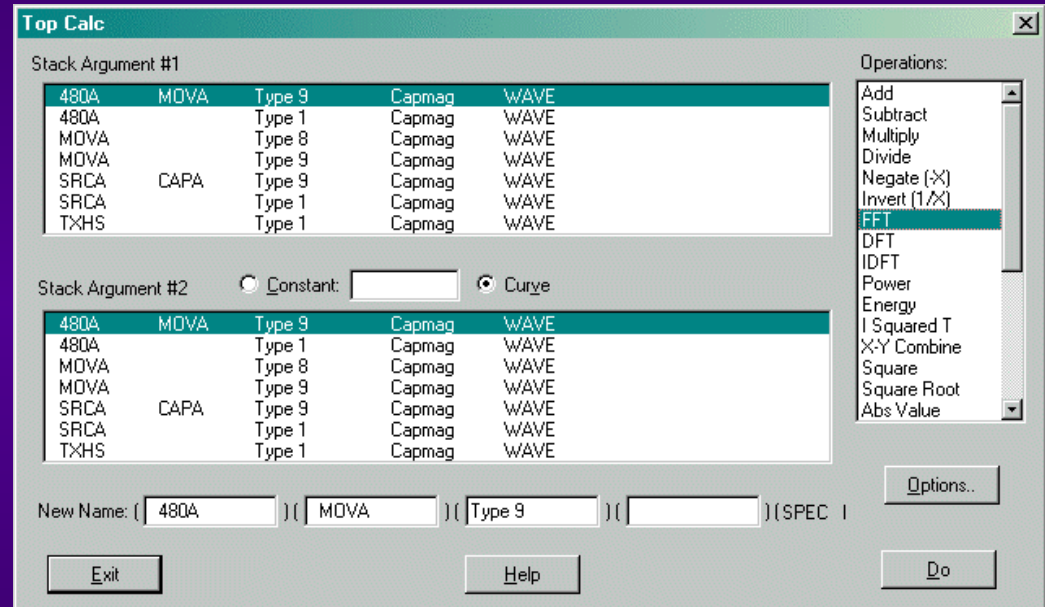 Top Calc
Stack Argument #1
480A MOVA Type 9 Capmag WAVE
480A Type 1 Capmag WAVE
MOVA Type 8 Capmag WAVE
MOVA Type 9 Capmag WAVE
SRCA CAPA Type 9 Capmag WAVE
SRCA Type 1 Capmag WAVE
TXHS Type 1 Capmag WAVE
Operations:
Add
Subtract
Multiply
Divide
Negate (-X)
Invert (1/X)
FFT
DFT
IDFT
Power
Energy
I Squared T
X-Y Combine
Square
Square Root
Abs Value
Stack Argument #2 Constant: Curve
480A MOVA Type 9 Capmag WAVE
480A Type 1 Capmag WAVE
MOVA Type 8 Capmag WAVE
MOVA Type 9 Capmag WAVE
SRCA CAPA Type 9 Capmag WAVE
SRCA Type 1 Capmag WAVE
TXHS Type 1 Capmag WAVE
Options..
New Name: ( 480A )( MOVA )( Type 9 )( )(SPEC
Exit Help Do